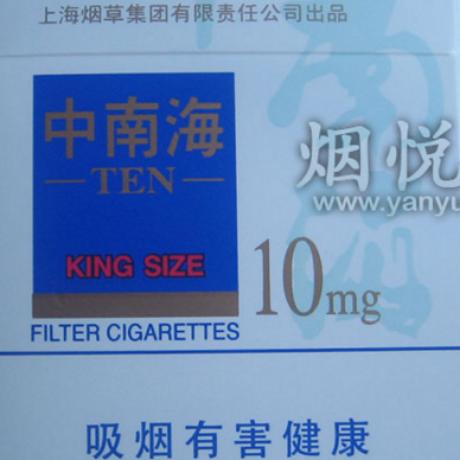 上海烟草集团有限责任公司出品
中南海
TEN
KING SIZE
10mg
FILTER CIGARETTES
吸烟有害健康
烟悦
www.yanyu